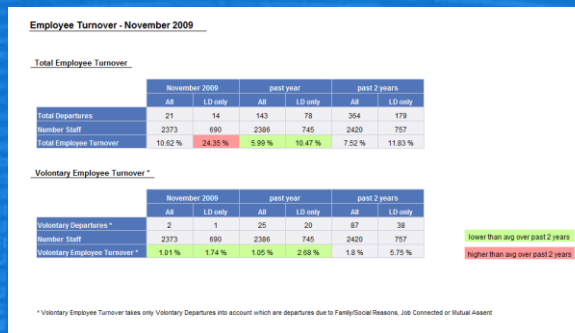 Employee Turnover - November 2009
Total Employee Turnover
November 2009 past year past 2 years
All LD only All LD only All LD only
Total Departures 21 14 143 78 364 179
Number Staff 2373 690 2386 745 2420 757
Total Employee Turnover 10.62 % 24.35 % 5.99 % 10.47 % 7.52 % 11.83 %
Volontary Employee Turnover *
November 2009 past year past 2 years
All LD only All LD only All LD only
Volontary Departures * 2 1 25 20 87 38
Number Staff 2373 690 2386 745 2420 757
Volontary Employee Turnover * 1.01 % 1.74 % 1.05 % 2.68 % 1.8 % 5.75 %
lower than avg over past 2 years
higher than avg over past 2 years
* Volontary Employee Turnover takes only Volontary Departures into account which are departures due to Family/Social Reasons, Job Connected or Mutual Assent